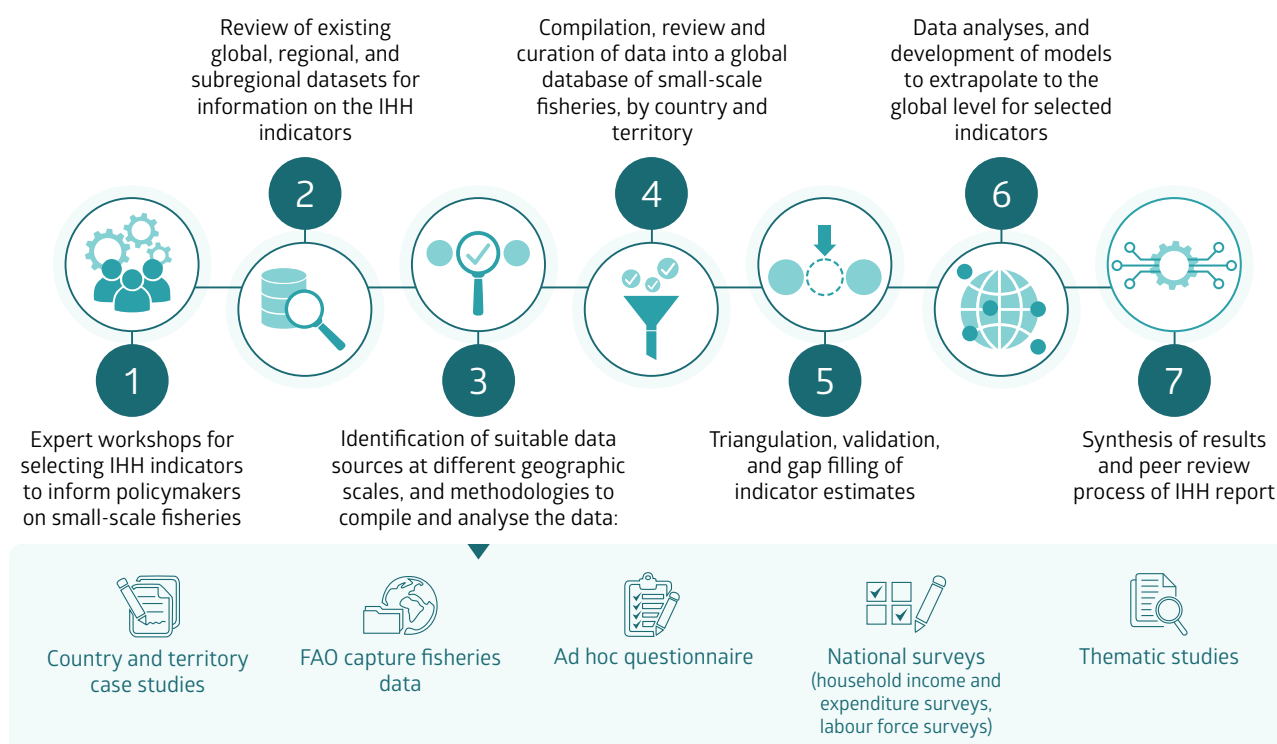 1
Expert workshops for
selecting IHH indicators
to inform policymakers
on small-scale fisheries
Review of existing
global, regional, and
subregional datasets for
information on the IHH
indicators
2
3
Identification of suitable data
sources at different geographic
scales, and methodologies to
compile and analyse the data:
Compilation, review and
curation of data into a global
database of small-scale
fisheries, by country and
territory
4
5
Triangulation, validation,
and gap filling of
indicator estimates
Data analyses, and
development of models
to extrapolate to the
global level for selected
indicators
6
7
Synthesis of results
and peer review
process of IHH report
Country and territory
case studies
FAO capture fisheries
data
Ad hoc questionnaire
National surveys
(household income and
expenditure surveys,
labour force surveys)
Thematic studies